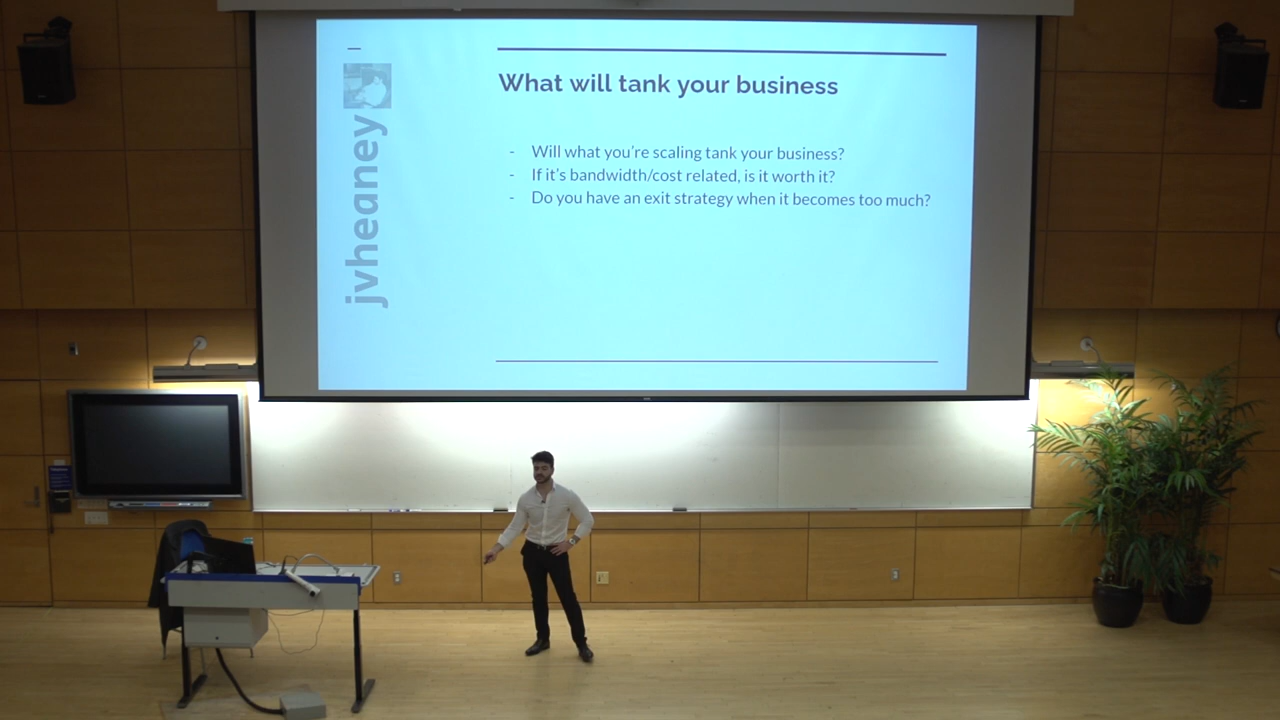 What will tank your business
- Will what you're scaling tank your business?
- If it's bandwidth/cost related, is it worth it?
- Do you have an exit strategy when it becomes too much?
jvheaney